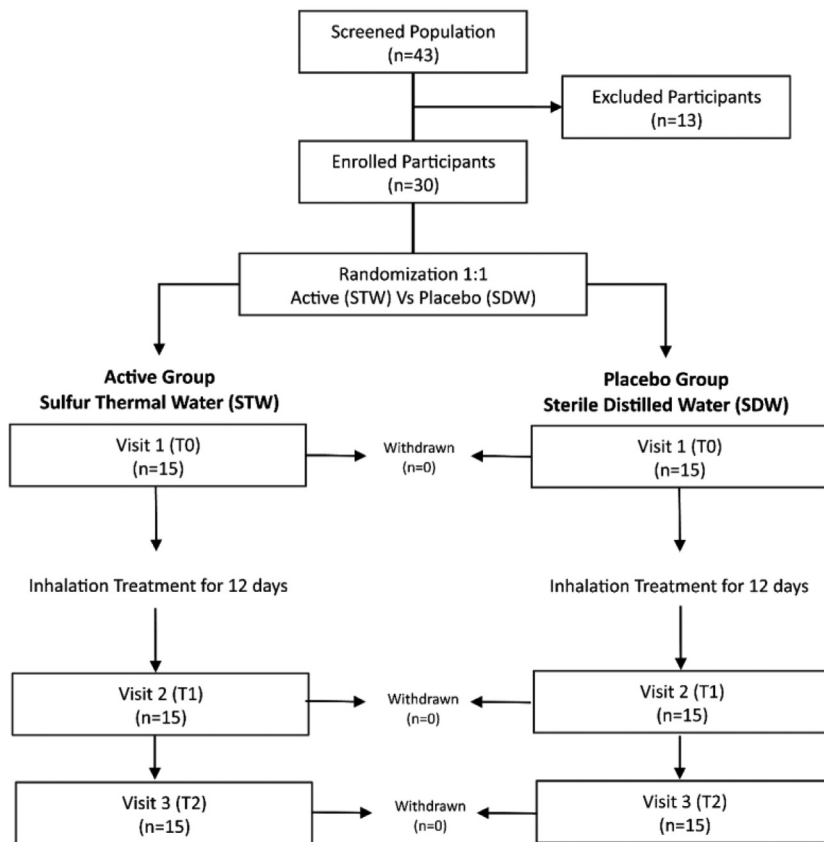 Screened Population
(n=43)
Excluded Participants
(n=13)
Enrolled Participants
(n=30)
Randomization 1:1
Active (STW) Vs Placebo (SDW)
Active Group
Sulfur Thermal Water (STW)
Placebo Group
Sterile Distilled Water (SDW)
Visit 1 (T0)
(n=15)
Withdrawn
(n=0)
Visit 1 (T0)
(n=15)
Inhalation Treatment for 12 days
Inhalation Treatment for 12 days
Visit 2 (T1)
(n=15)
Withdrawn
(n=0)
Visit 2 (T1)
(n=15)
Visit 3 (T2)
(n=15)
Withdrawn
(n=0)
Visit 3 (T2)
(n=15)